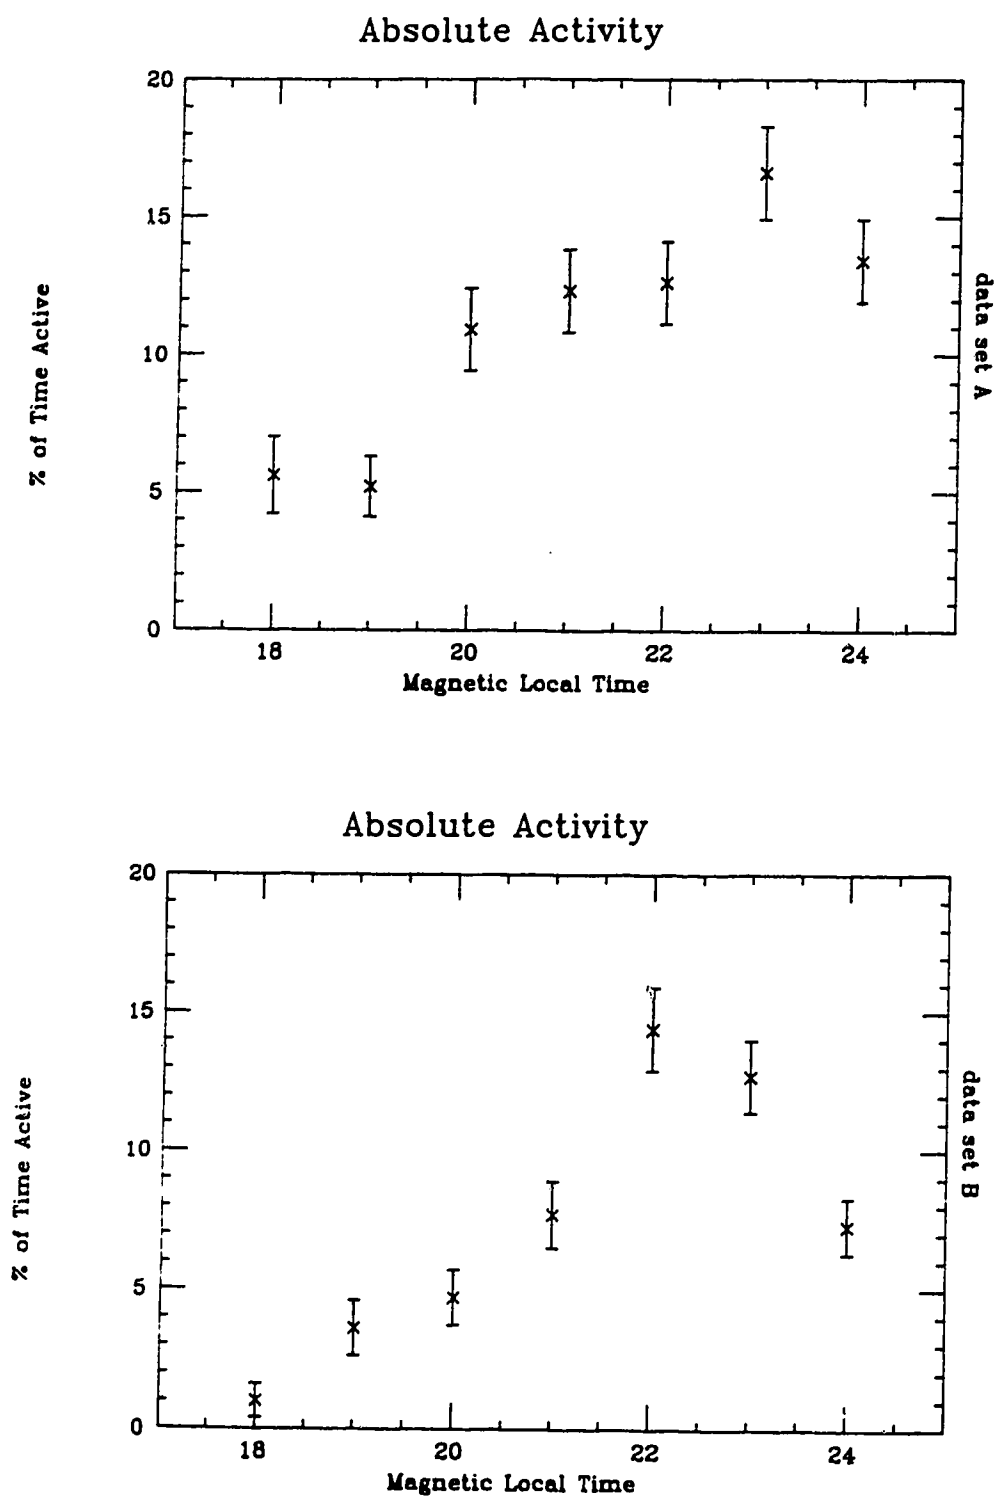 Absolute Activity
20
15
10
5
0
% of Time Active
data set A
18 20 22 24
Magnetic Local Time
Absolute Activity
20
15
10
5
0
% of Time Active
data set B
18 20 22 24
Magnetic Local Time